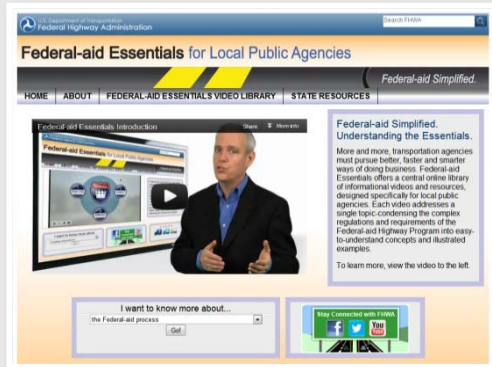 U.S. Department of Transportation
Federal Highway Administration
Search FHWA
Federal-aid Essentials for Local Public Agencies
Federal-aid Simplified.
HOME ABOUT FEDERAL-AID ESSENTIALS VIDEO LIBRARY STATE RESOURCES
Federal-aid Essentials Introduction Share More info
Federal-aid Essentials for Local Public Agencies
Federal-aid Simplified.
Understanding the Essentials.
More and more, transportation agencies
must pursue better, faster and smarter
ways of doing business. Federal-aid
Essentials offers a central online library
of informational videos and resources,
designed specifically for local public
agencies. Each video addresses a
single topic-condensing the complex
regulations and requirements of the
Federal-aid Highway Program into easy-
to-understand concepts and illustrated
examples.
To learn more, view the video to the left.
I want to know more about...
the Federal-aid process
Go!
Stay Connected with FHWA
f
You
Tube